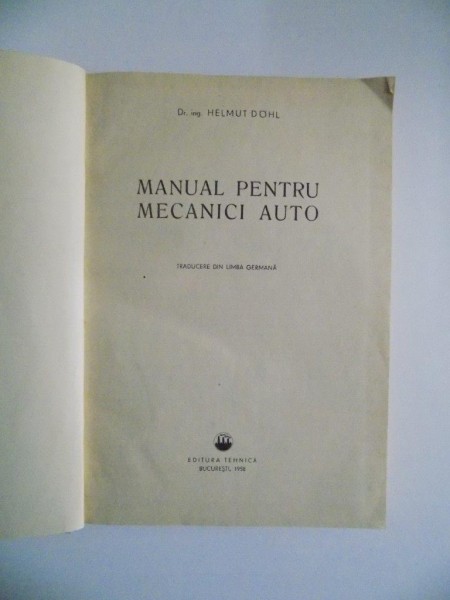 Dr. ing. HELMUT DÖHL
MANUAL PENTRU
MECANICI AUTO
TRADUCERE DIN LIMBA GERMANĂ
EDITURA TEHNICĂ
BUCUREȘTI, 1958